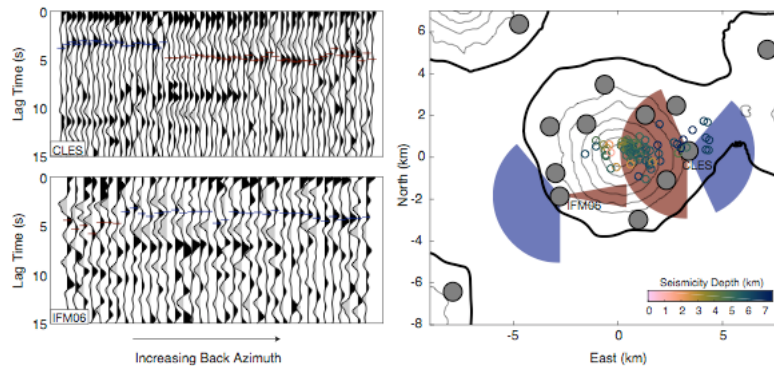 0
5
10
15
Lag Time (s)
CLES
0
5
10
15
Lag Time (s)
IFM06
Increasing Back Azimuth
6
4
2
0
-2
-4
-6
-8
North (km)
CLES
IFM06
Seismicity Depth (km)
0 1 2 3 4 5 6 7
-5 0 5
East (km)